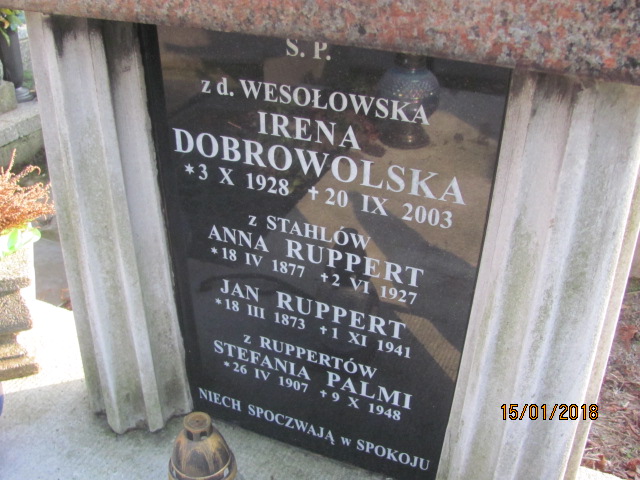 Ś. P.
z d. WESOŁOWSKA
IRENA
DOBROWOLSKA
*3 X 1928 +20 IX 2003
z STAHLÓW
ANNA RUPPERT
*18 IV 1877 +2 VI 1927
JAN RUPPERT
*18 III 1873 +1 XI 1941
z RUPPERTÓW
STEFANIA PALMI
*26 IV 1907 +9 X 1948
NIECH SPOCZWAJĄ W SPOKOJU
15/01/2018